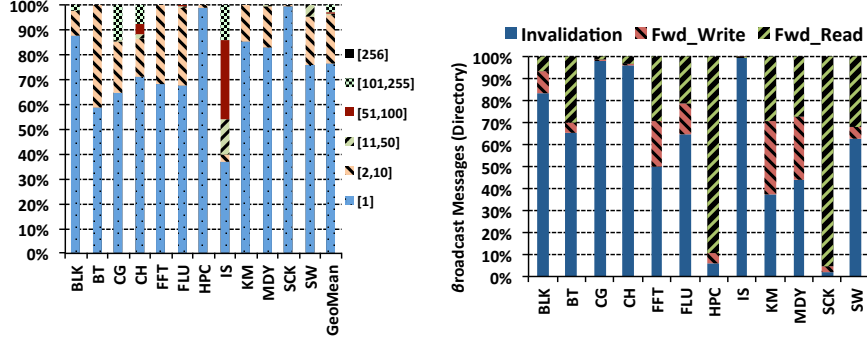 100%
90%
80%
70%
60%
50%
40%
30%
20%
10%
0%
BLK
BT
CG
CH
FFT
FLU
HPC
IS
KM
MDY
SCK
SW
GeoMean
[256]
[101,255]
[51,100]
[11,50]
[2,10]
[1]
Invalidation Fwd_Write Fwd_Read
Broadcast Messages (Directory)
100%
90%
80%
70%
60%
50%
40%
30%
20%
10%
0%
BLK
BT
CG
CH
FFT
FLU
HPC
IS
KM
MDY
SCK
SW